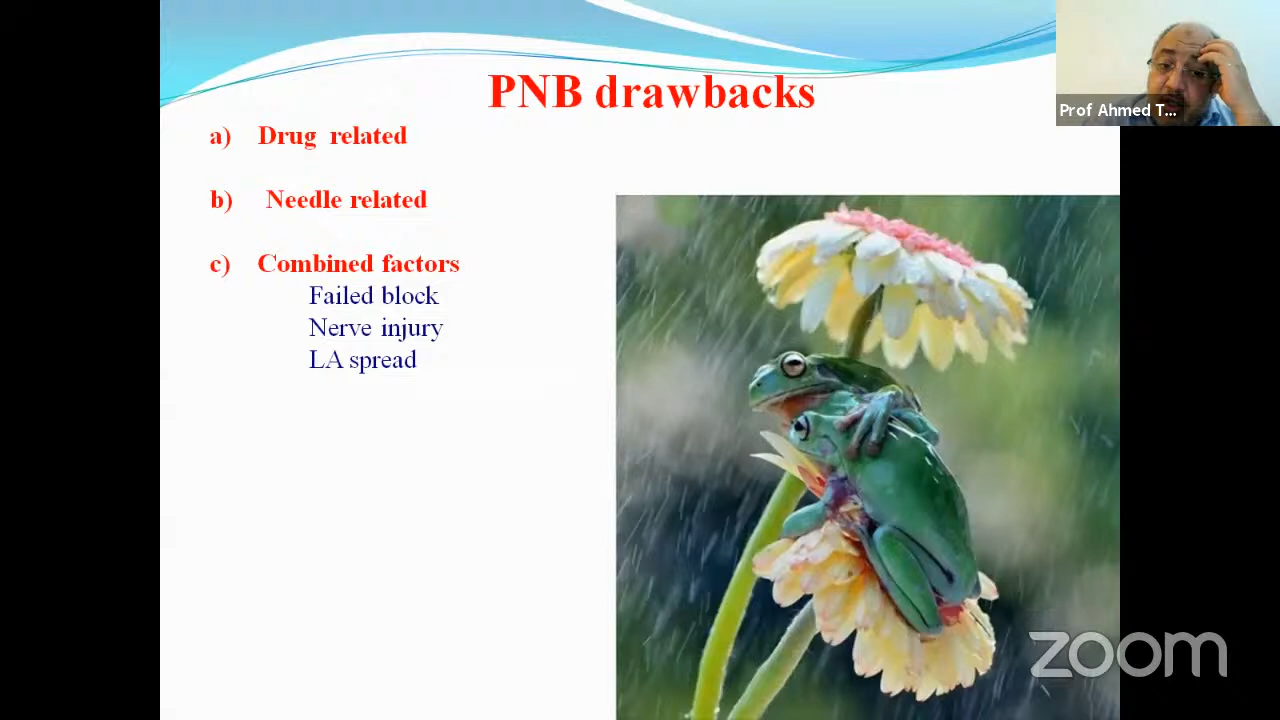 PNB drawbacks
a) Drug related
b) Needle related
c) Combined factors
Failed block
Nerve injury
LA spread
Prof Ahmed T...
zoom